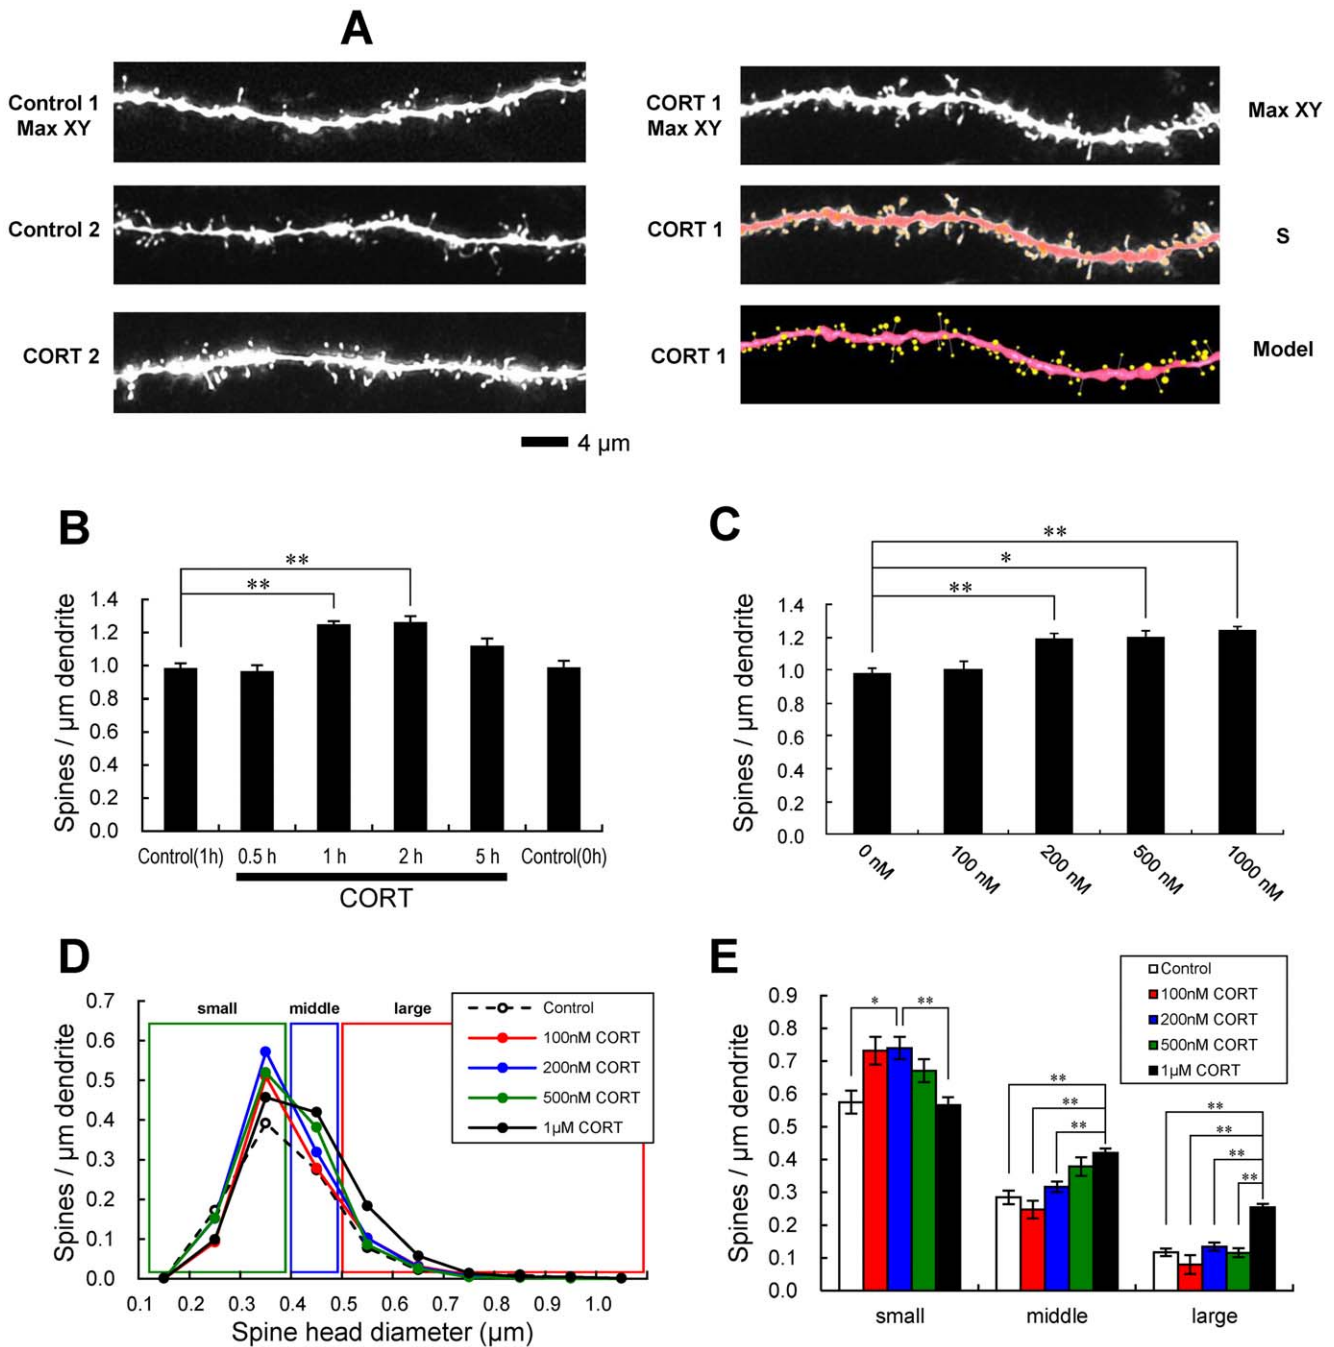 A
Control 1
Max XY
CORT 1
Max XY
Max XY
Control 2
CORT 1
S
CORT 2
CORT 1
Model
4 µm
B
Spines / µm dendrite
1.4
1.2
1.0
0.8
0.6
0.4
0.2
0.0
**
**
Control(1h)
0.5 h
1 h
2 h
5 h
Control(0h)
CORT
C
Spines / µm dendrite
1.4
1.2
1.0
0.8
0.6
0.4
0.2
0.0
**
*
**
0 nM
100 nM
200 nM
500 nM
1000 nM
D
Spines / µm dendrite
0.7
0.6
0.5
0.4
0.3
0.2
0.1
0.0
small
middle
large
Control
100nM CORT
200nM CORT
500nM CORT
1µM CORT
0.1
0.2
0.3
0.4
0.5
0.6
0.7
0.8
0.9
1.0
Spine head diameter (µm)
E
Spines / µm dendrite
0.9
0.8
0.7
0.6
0.5
0.4
0.3
0.2
0.1
0.0
Control
100nM CORT
200nM CORT
500nM CORT
1µM CORT
*
**
**
**
**
**
**
**
**
small
middle
large